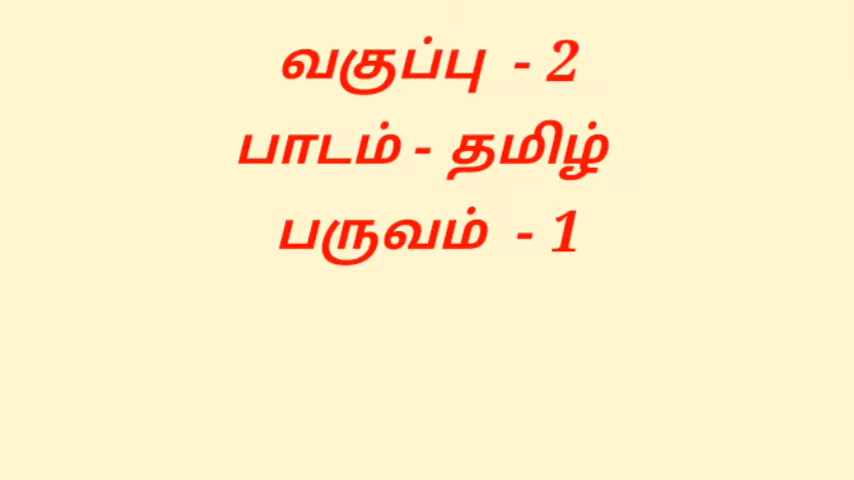 வகுப்பு - 2
பாடம் - தமிழ்
பருவம் - 1